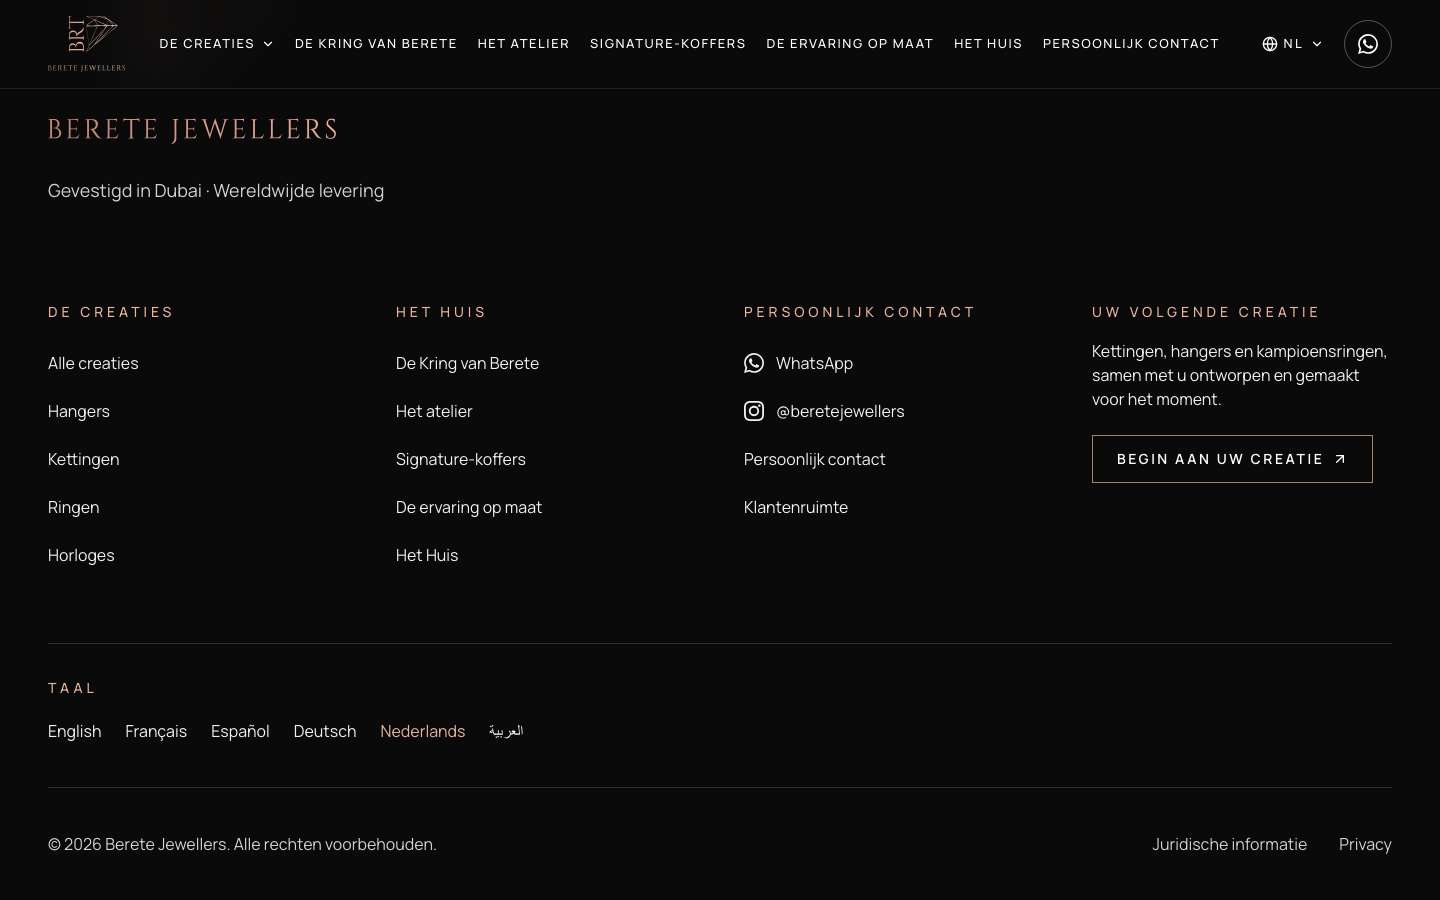 BRT
BERETE JEWELLERS
DE CREATIES
DE KRING VAN BERETE
HET ATELIER
SIGNATURE-KOFFERS
DE ERVARING OP MAAT
HET HUIS
PERSOONLIJK CONTACT
NL
BERETE JEWELLERS
Gevestigd in Dubai · Wereldwijde levering
DE CREATIES
Alle creaties
Hangers
Kettingen
Ringen
Horloges
HET HUIS
De Kring van Berete
Het atelier
Signature-koffers
De ervaring op maat
Het Huis
PERSOONLIJK CONTACT
WhatsApp
@beretejewellers
Persoonlijk contact
Klantenruimte
UW VOLGENDE CREATIE
Kettingen, hangers en kampioensringen,
samen met u ontworpen en gemaakt
voor het moment.
BEGIN AAN UW CREATIE
TAAL
English
Français
Español
Deutsch
Nederlands
العربية
© 2026 Berete Jewellers. Alle rechten voorbehouden.
Juridische informatie
Privacy